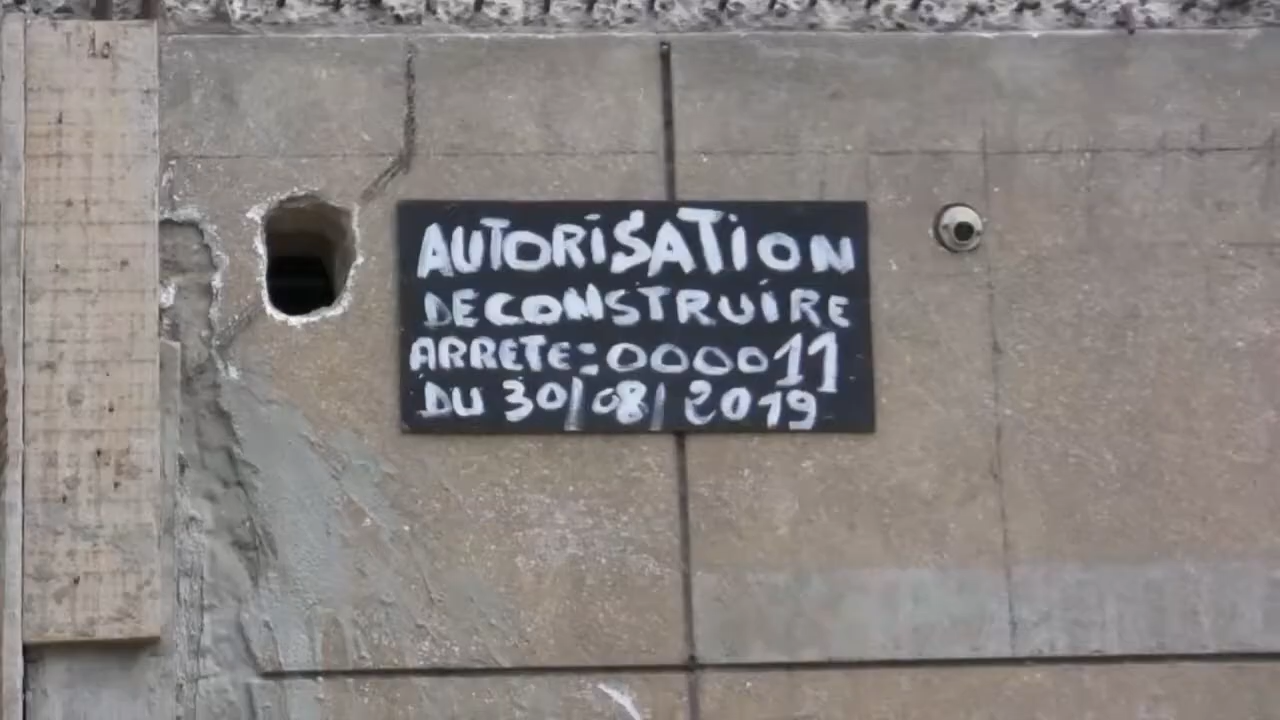 AUTORiSATiON
DECONSTRUiRE
ARRETE:000011
DU 30/08/2019